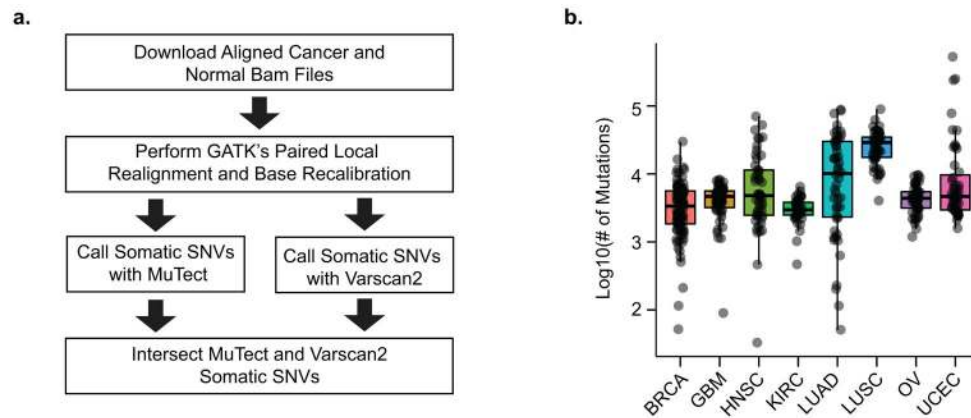 a.
Download Aligned Cancer and
Normal Bam Files
Perform GATK's Paired Local
Realignment and Base Recalibration
Call Somatic SNVs
with MuTect
Call Somatic SNVs
with Varscan2
Intersect MuTect and Varscan2
Somatic SNVs
b.
Log10(# of Mutations)
5
4
3
2
BRCA
GBM
HNSC
KIRC
LUAD
LUSC
OV
UCEC